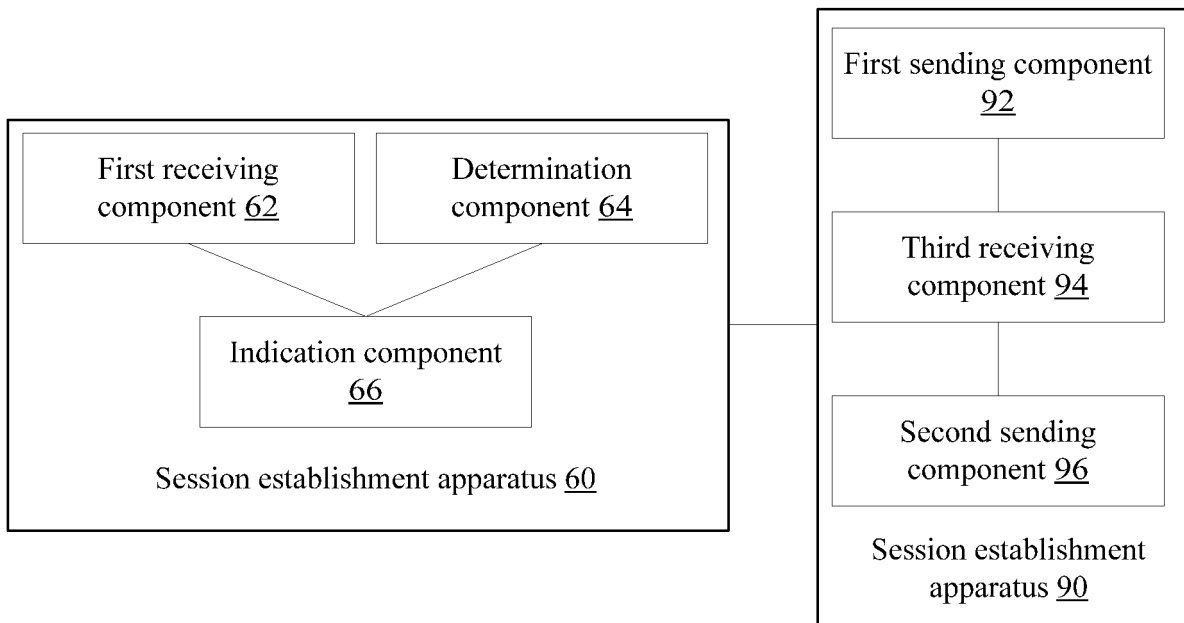 First receiving
component 62
Determination
component 64
Indication component
66
Session establishment apparatus 60
First sending component
92
Third receiving
component 94
Second sending
component 96
Session establishment
apparatus 90